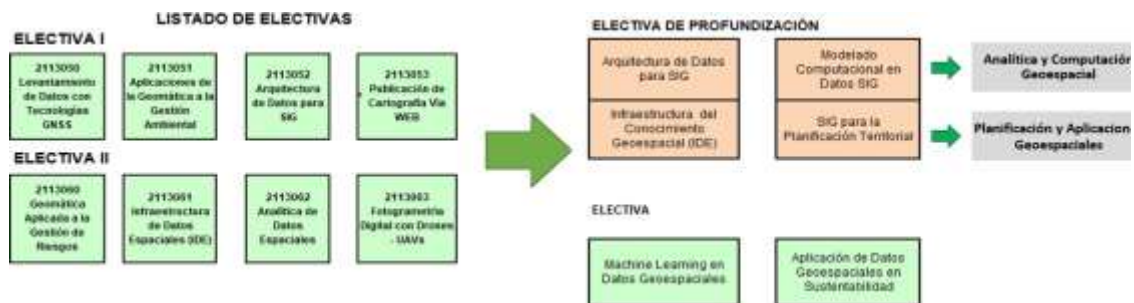 LISTADO DE ELECTIVAS
ELECTIVA I
2113050
Levantamiento
de Datos con
Tecnologías
GNSS
2113051
Aplicaciones de
la Geomática a la
Gestión
Ambiental
2113052
Arquitectura
de Datos para
SIG
2113053
Publicación de
Cartografía Vía
WEB
ELECTIVA II
2113060
Geomática
Aplicada a la
Gestión de
Riesgos
2113061
Infraestructura
de Datos
Espaciales (IDE)
2113062
Analítica de
Datos
Espaciales
2113063
Fotogrametría
Digital con Drones
- UAVs
ELECTIVA DE PROFUNDIZACIÓN
Arquitectura de Datos
para SIG
Modelado
Computacional en
Datos SIG
Analítica y Computación
Geoespacial
Infraestructura del
Conocimiento
Geoespacial (IDE)
SIG para la
Planificación Territorial
Planificación y Aplicacion
Geoespaciales
ELECTIVA
Machine Learning en
Datos Geoespaciales
Aplicación de Datos
Geoespaciales en
Sustentabilidad